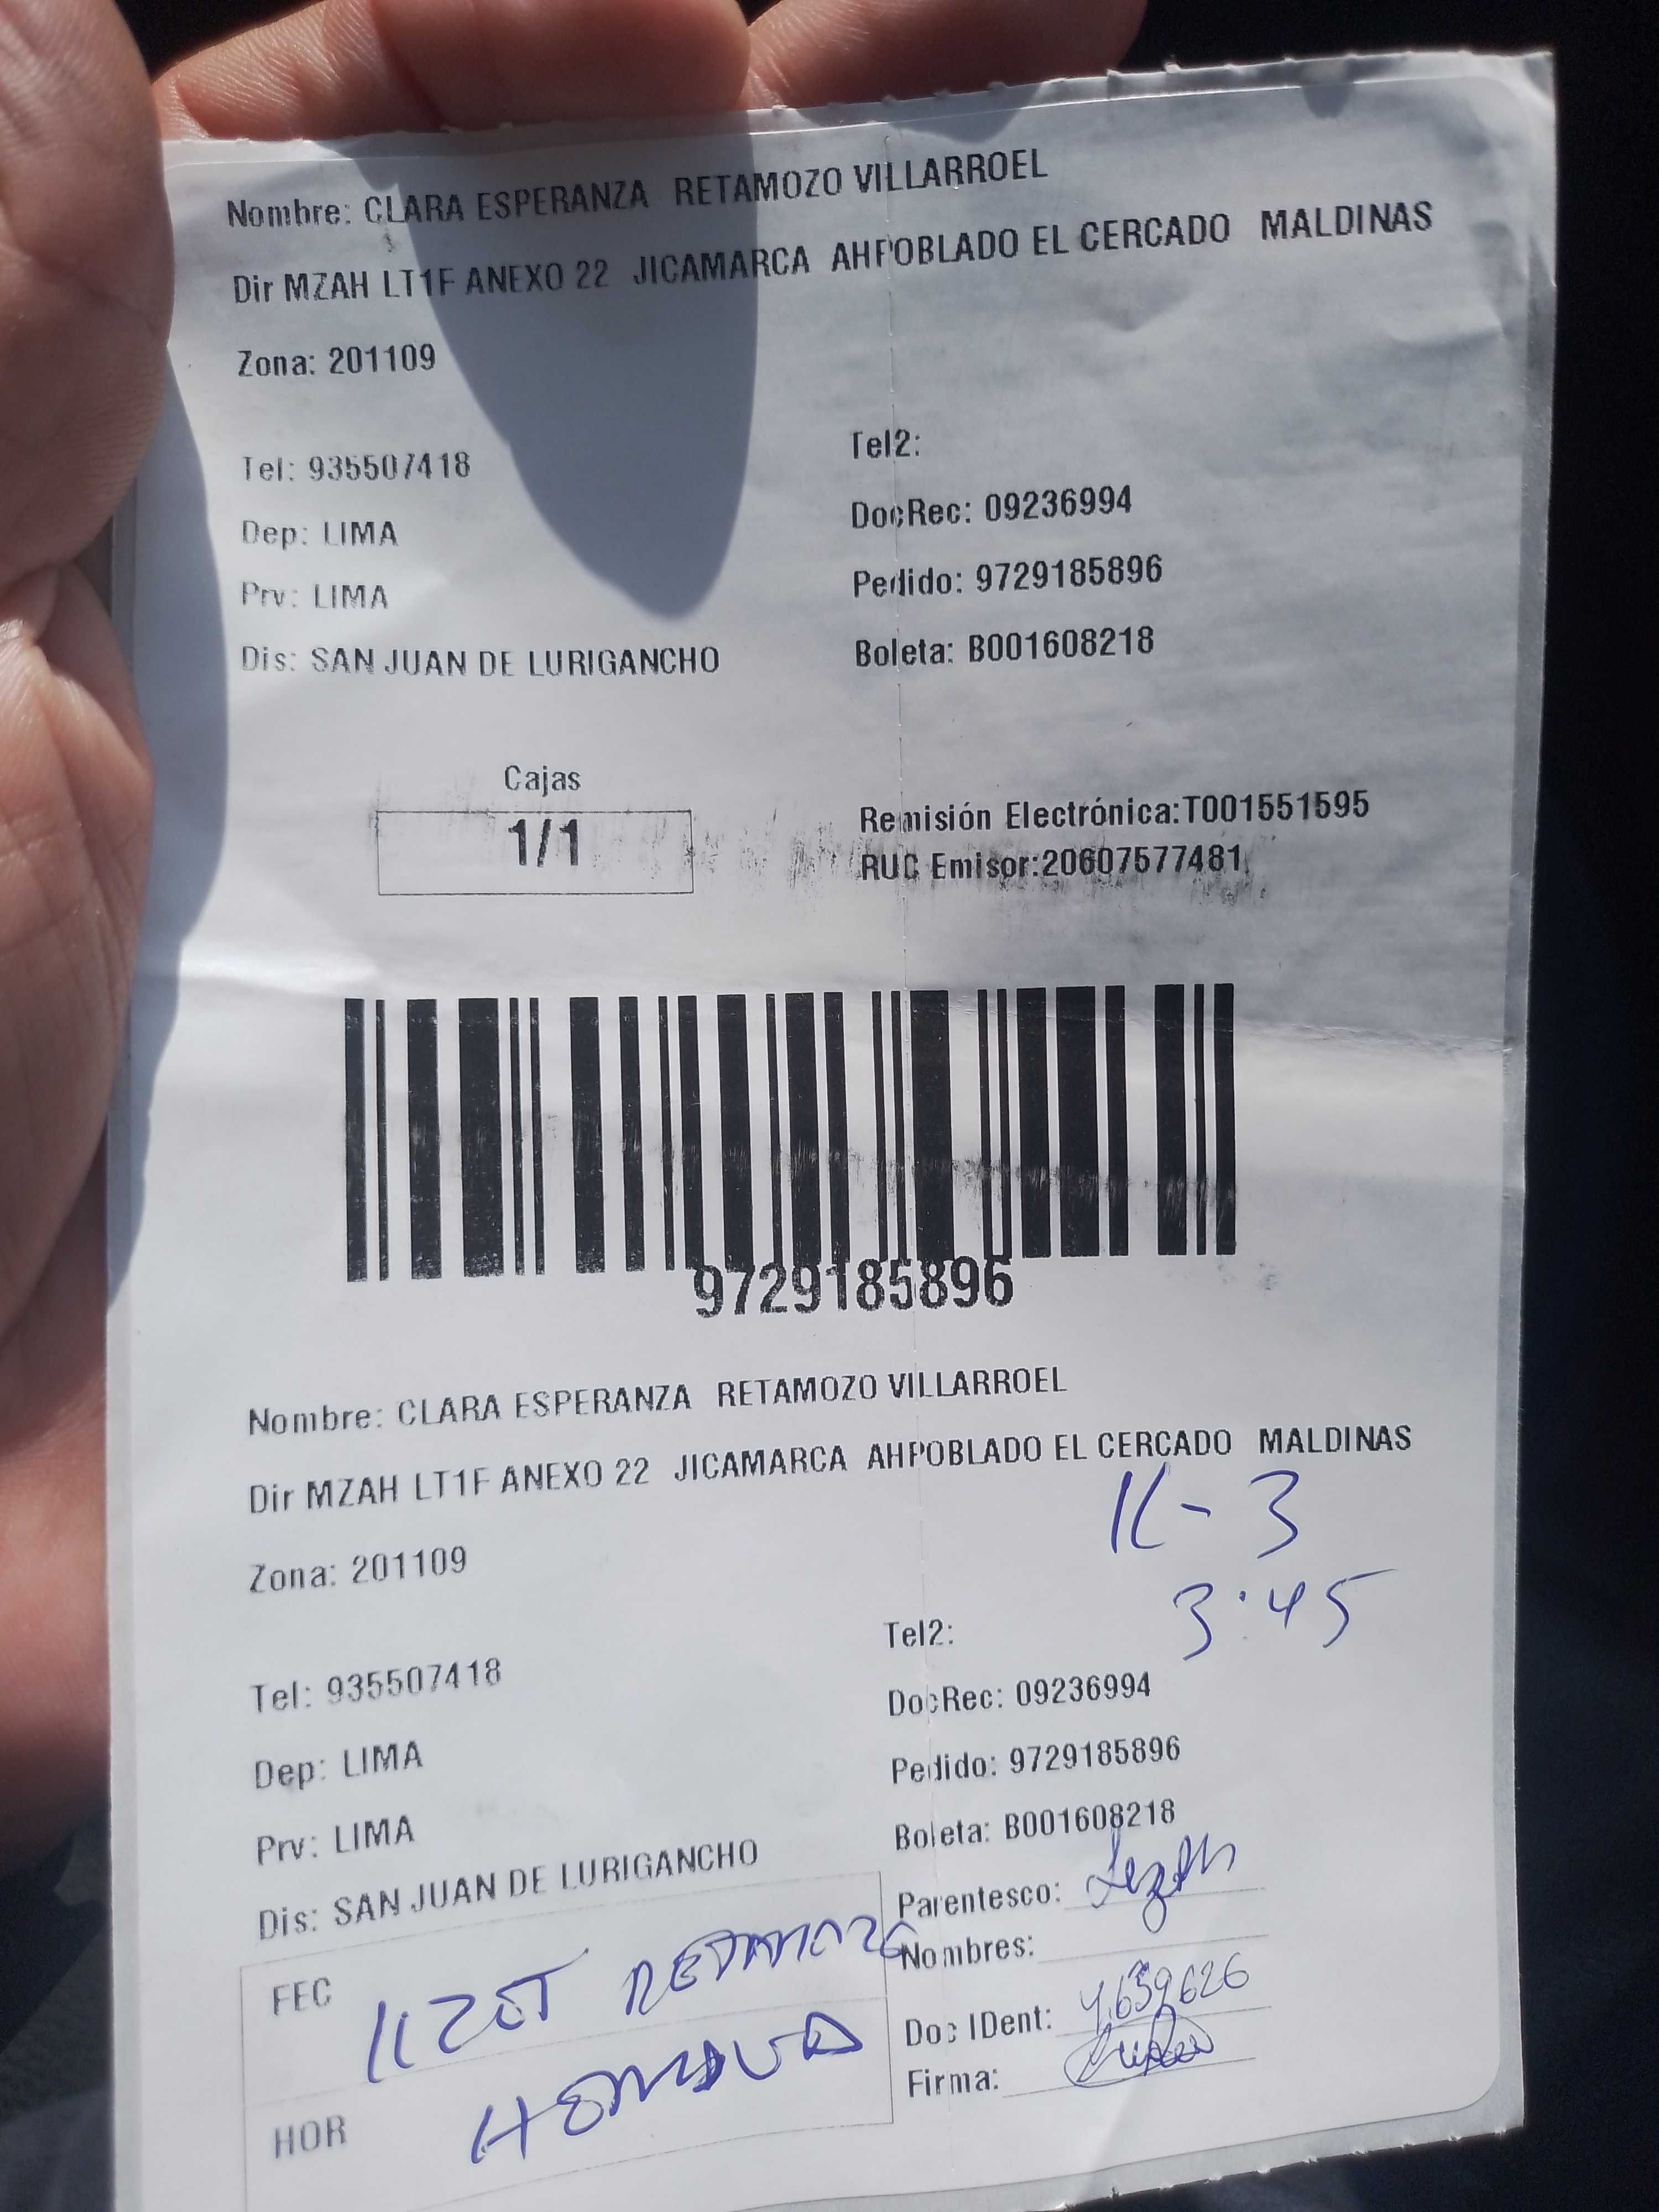 Nombre: CLARA ESPERANZA RETAMOZO VILLARROEL
Dir MZAH LT1F ANEXO 22 JICAMARCA AHPOBLADO EL CERCADO MALDINAS
Zona: 201109
Tel: 935507418
Tel2:
DocRec: 09236994
Dep: LIMA
Pedido: 9729185896
Prv: LIMA
Boleta: B001608218
Dis: SAN JUAN DE LURIGANCHO
Cajas
1/1
Remisión Electrónica:T001551595
RUC Emisor:20607577481
9729185896
Nombre: CLARA ESPERANZA RETAMOZO VILLARROEL
Dir MZAH LT1F ANEXO 22 JICAMARCA AHPOBLADO EL CERCADO MALDINAS
K-3
Zona: 201109
3:45
Tel2:
Tel: 935507418
DocRec: 09236994
Dep: LIMA
Pedido: 9729185896
Prv: LIMA
Boleta: B001608218
Dis: SAN JUAN DE LURIGANCHO
Parentesco:
Nombres:
FEC
LIZET RETAMOZO
Doc IDent:
Firma:
HOR
HERMANA